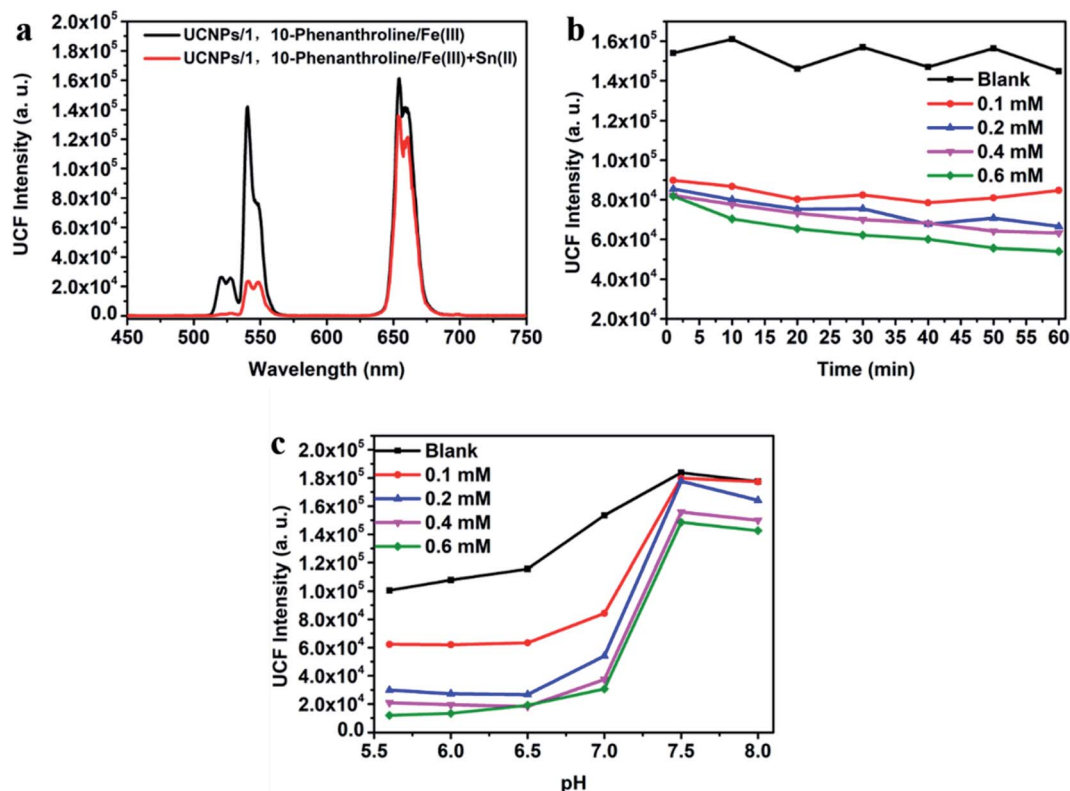 a
UCNPs/1，10-Phenanthroline/Fe(III)
UCNPs/1，10-Phenanthroline/Fe(III)+Sn(II)
2.0x10⁵
1.8x10⁵
1.6x10⁵
1.4x10⁵
1.2x10⁵
1.0x10⁵
8.0x10⁴
6.0x10⁴
4.0x10⁴
2.0x10⁴
0.0
UCF Intensity (a. u.)
450 500 550 600 650 700 750
Wavelength (nm)
b
1.6x10⁵
1.4x10⁵
1.2x10⁵
1.0x10⁵
8.0x10⁴
6.0x10⁴
4.0x10⁴
2.0x10⁴
UCF Intensity (a. u.)
Blank
0.1 mM
0.2 mM
0.4 mM
0.6 mM
0 5 10 15 20 25 30 35 40 45 50 55 60
Time (min)
c
2.0x10⁵
1.8x10⁵
1.6x10⁵
1.4x10⁵
1.2x10⁵
1.0x10⁵
8.0x10⁴
6.0x10⁴
4.0x10⁴
2.0x10⁴
0.0
UCF Intensity (a. u.)
Blank
0.1 mM
0.2 mM
0.4 mM
0.6 mM
5.5 6.0 6.5 7.0 7.5 8.0
pH